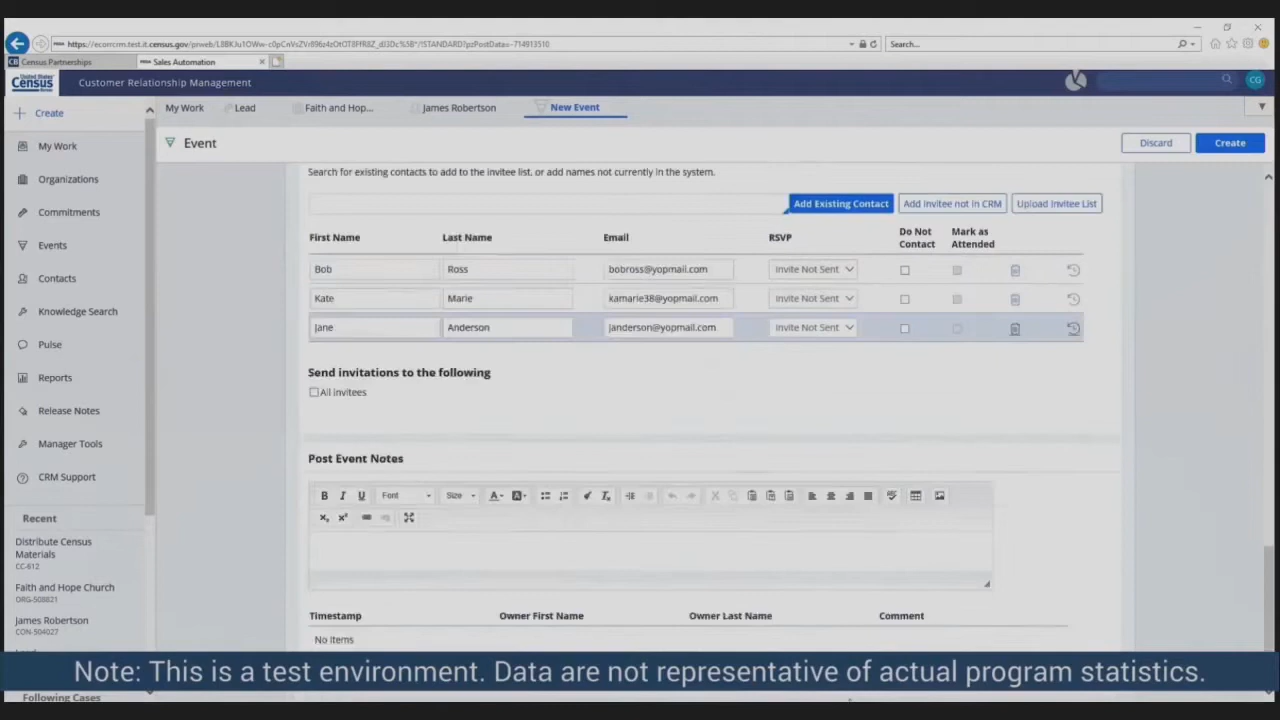 https://ecorrcrm.test.it.census.gov/prweb/
Search...
Census Partnerships
Sales Automation
United States®
Census
Bureau
Customer Relationship Management
CG
Create
My Work
Lead
Faith and Hop...
James Robertson
New Event
Event
Discard
Create
My Work
Organizations
Commitments
Events
Contacts
Knowledge Search
Pulse
Reports
Release Notes
Manager Tools
CRM Support
Recent
Distribute Census
Materials
CC-612
Faith and Hope Church
ORG-508821
James Robertson
CON-504027
Following Cases
Search for existing contacts to add to the invitee list, or add names not currently in the system.
Add Existing Contact
Add invitee not in CRM
Upload Invitee List
First Name Last Name Email RSVP Do Not Contact Mark as Attended
Bob Ross bobross@yopmail.com Invite Not Sent
Kate Marie kamarie38@yopmail.com Invite Not Sent
Jane Anderson janderson@yopmail.com Invite Not Sent
Send invitations to the following
All invitees
Post Event Notes
B I U Font Size
Timestamp Owner First Name Owner Last Name Comment
No items
Note: This is a test environment. Data are not representative of actual program statistics.